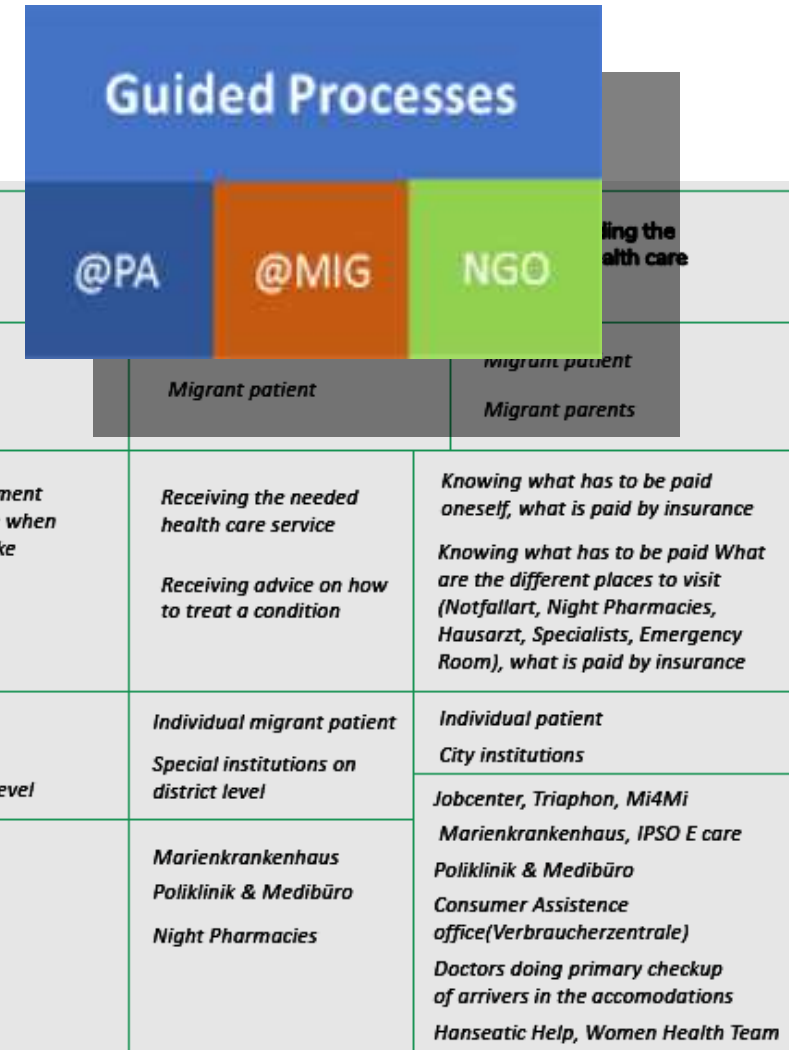 Guided Processes
@PA
@MIG
NGO
ding the
alth care
Migrant patient
Migrant patient
Migrant parents
ment
when
ke
Receiving the needed
health care service
Receiving advice on how
to treat a condition
Knowing what has to be paid
oneself, what is paid by insurance
Knowing what has to be paid What
are the different places to visit
(Notfallart, Night Pharmacies,
Hausarzt, Specialists, Emergency
Room), what is paid by insurance
evel
Individual migrant patient
Special institutions on
district level
Individual patient
City institutions
Marienkrankenhaus
Poliklinik & Medibüro
Night Pharmacies
Jobcenter, Triaphon, Mi4Mi
Marienkrankenhaus, IPSO E care
Poliklinik & Medibüro
Consumer Assistence
office(Verbraucherzentrale)
Doctors doing primary checkup
of arrivers in the accomodations
Hanseatic Help, Women Health Team